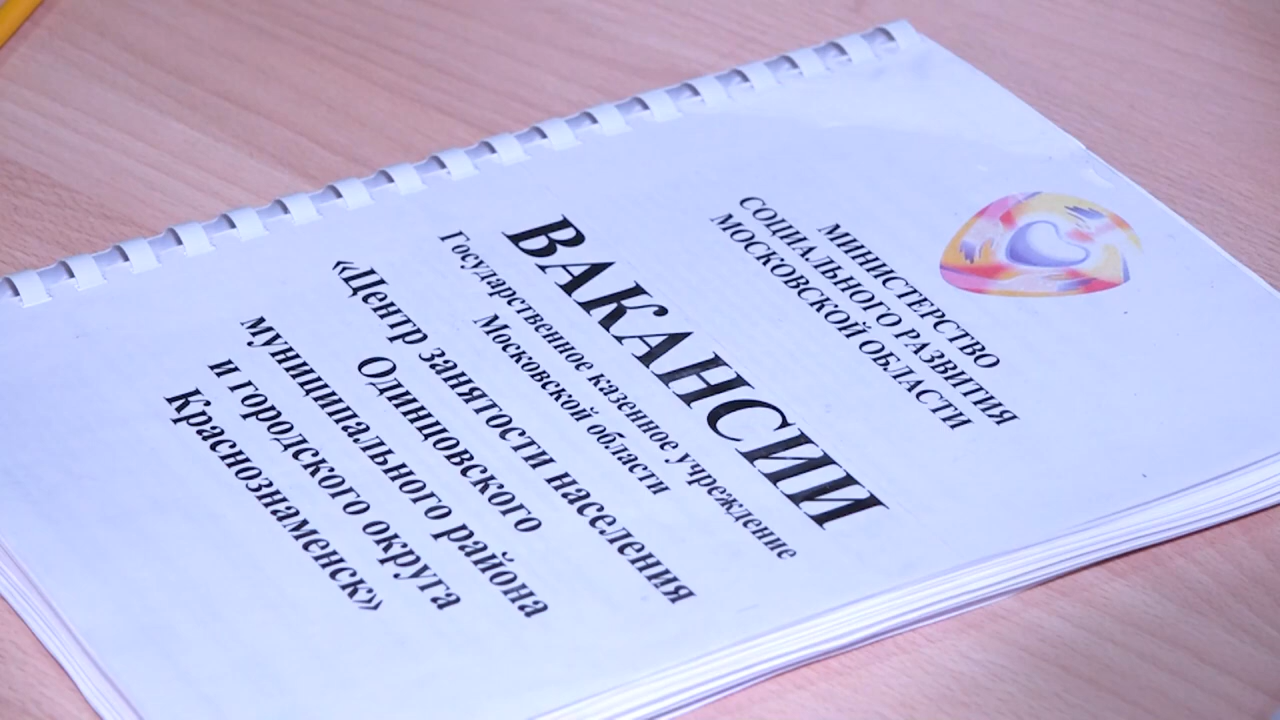 МИНИСТЕРСТВО
СОЦИАЛЬНОГО РАЗВИТИЯ
МОСКОВСКОЙ ОБЛАСТИ
ВАКАНСИИ
Государственное казенное учреждение
Московской области
«Центр занятости населения
Одинцовского
муниципального района
и городского округа
Краснознаменск»